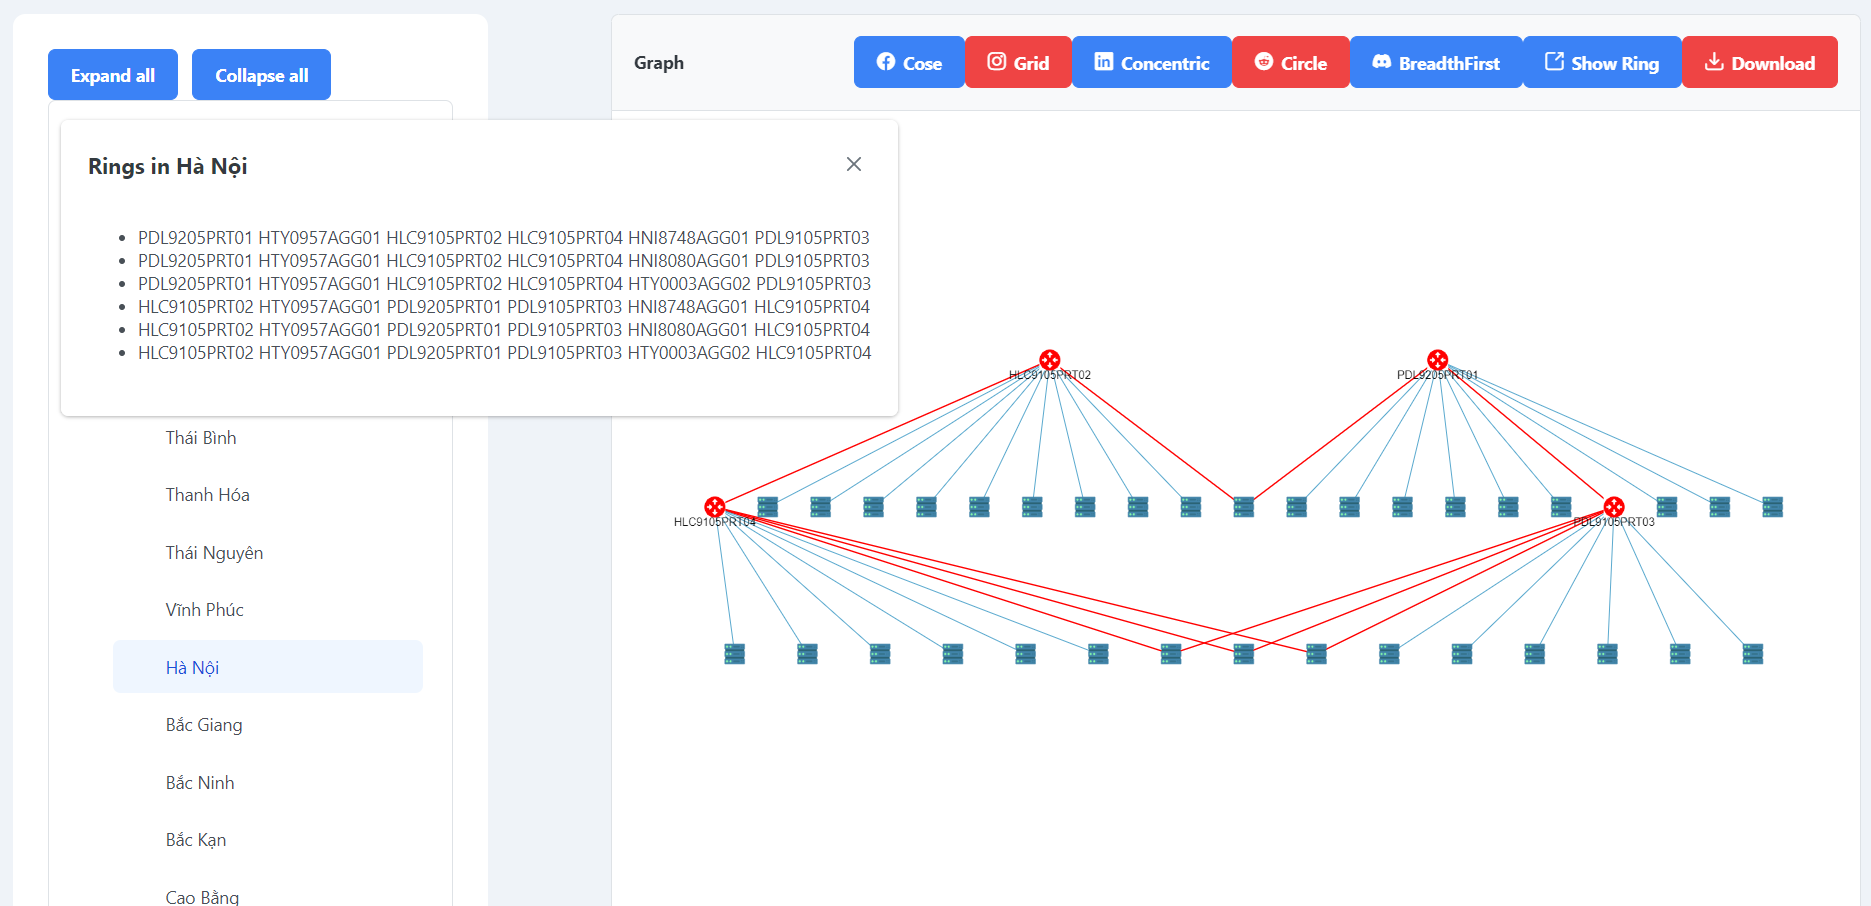 Expand all
Collapse all
Graph
Cose
Grid
Concentric
Circle
BreadthFirst
Show Ring
Download
Rings in Hà Nội
PDL9205PRT01 HTY0957AGG01 HLC9105PRT02 HLC9105PRT04 HNI8748AGG01 PDL9105PRT03
PDL9205PRT01 HTY0957AGG01 HLC9105PRT02 HLC9105PRT04 HNI8080AGG01 PDL9105PRT03
PDL9205PRT01 HTY0957AGG01 HLC9105PRT02 HLC9105PRT04 HTY0003AGG02 PDL9105PRT03
HLC9105PRT02 HTY0957AGG01 PDL9205PRT01 PDL9105PRT03 HNI8748AGG01 HLC9105PRT04
HLC9105PRT02 HTY0957AGG01 PDL9205PRT01 PDL9105PRT03 HNI8080AGG01 HLC9105PRT04
HLC9105PRT02 HTY0957AGG01 PDL9205PRT01 PDL9105PRT03 HTY0003AGG02 HLC9105PRT04
Thái Bình
Thanh Hóa
Thái Nguyên
Vĩnh Phúc
Hà Nội
Bắc Giang
Bắc Ninh
Bắc Kạn
Cao Bằng
HLC9105PRT02
PDL9205PRT01
HLC9105PRT04
PDL9105PRT03